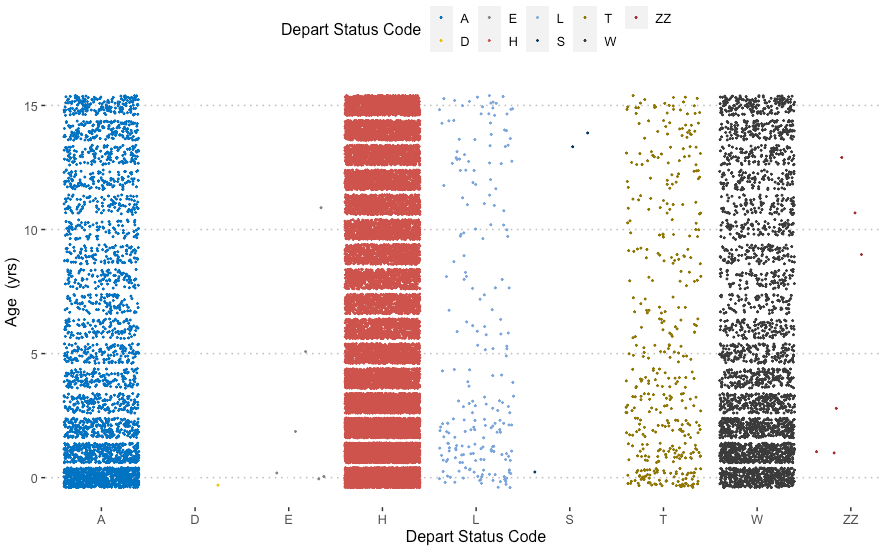 Depart Status Code
A E L T ZZ
D H S W
15
10
5
0
Age (yrs)
A D E H L S T W ZZ
Depart Status Code